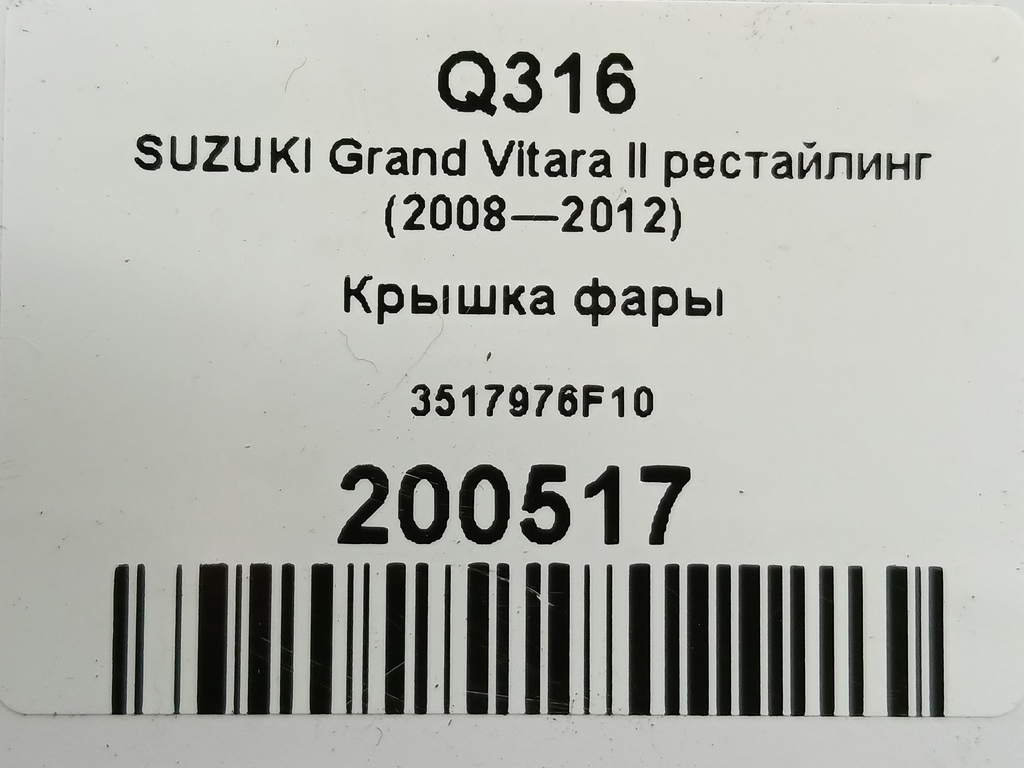 Q316
SUZUKI Grand Vitara II рестайлинг
(2008—2012)
Крышка фары
3517976F10
200517